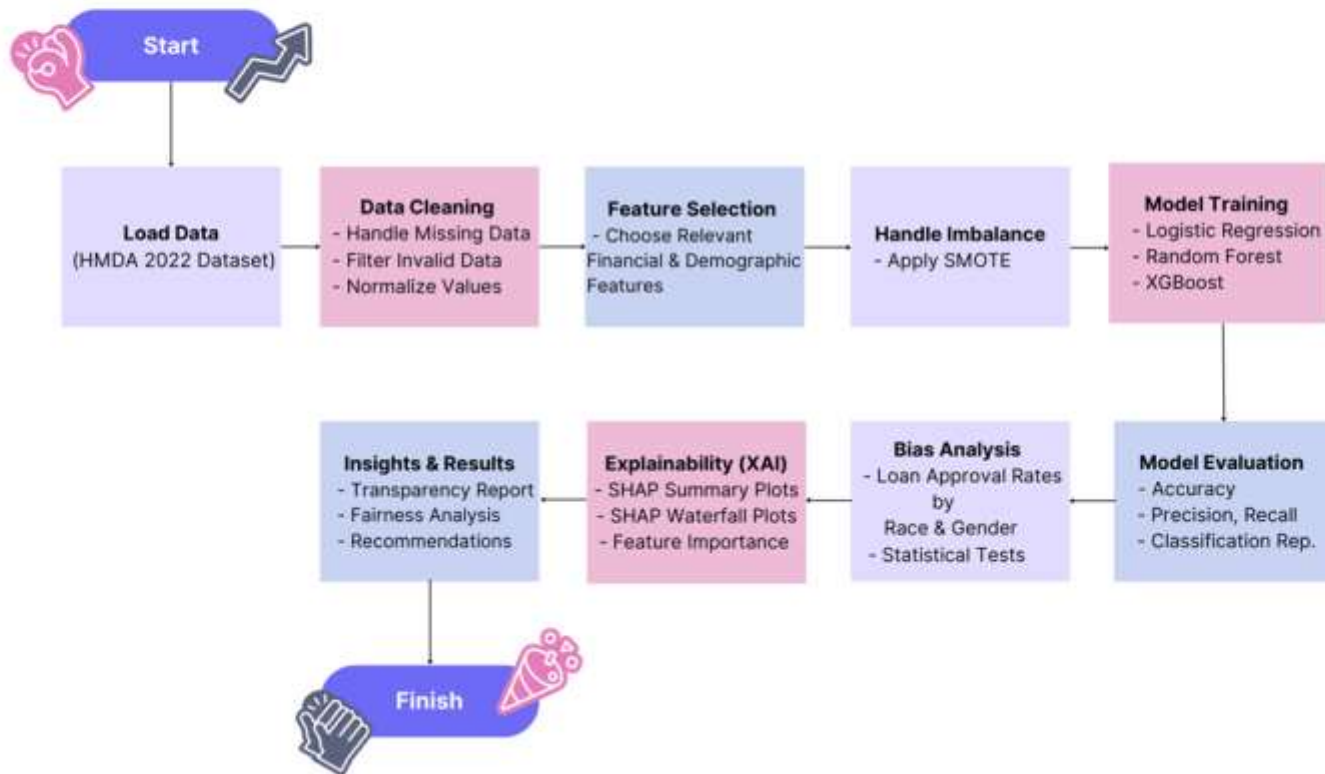 Start
Load Data
(HMDA 2022 Dataset)
Data Cleaning
- Handle Missing Data
- Filter Invalid Data
- Normalize Values
Feature Selection
- Choose Relevant
Financial & Demographic
Features
Handle Imbalance
- Apply SMOTE
Model Training
- Logistic Regression
- Random Forest
- XGBoost
Model Evaluation
- Accuracy
- Precision, Recall
- Classification Rep.
Bias Analysis
- Loan Approval Rates
by
Race & Gender
- Statistical Tests
Explainability (XAI)
- SHAP Summary Plots
- SHAP Waterfall Plots
- Feature Importance
Insights & Results
- Transparency Report
- Fairness Analysis
- Recommendations
Finish